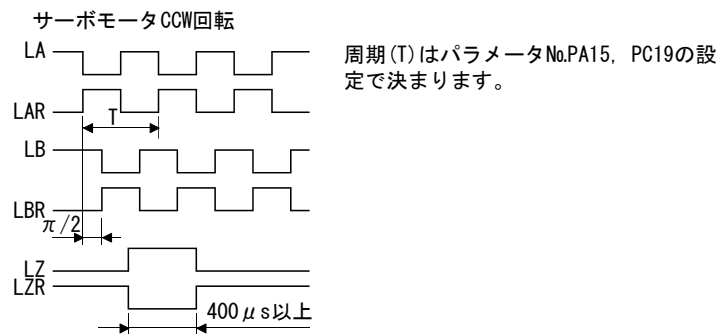 サーボモータCCW回転
LA
周期(T)はパラメータNo.PA15, PC19の設
定で決まります。
LAR
T
LB
LBR
π/2
LZ
LZR
400μs以上